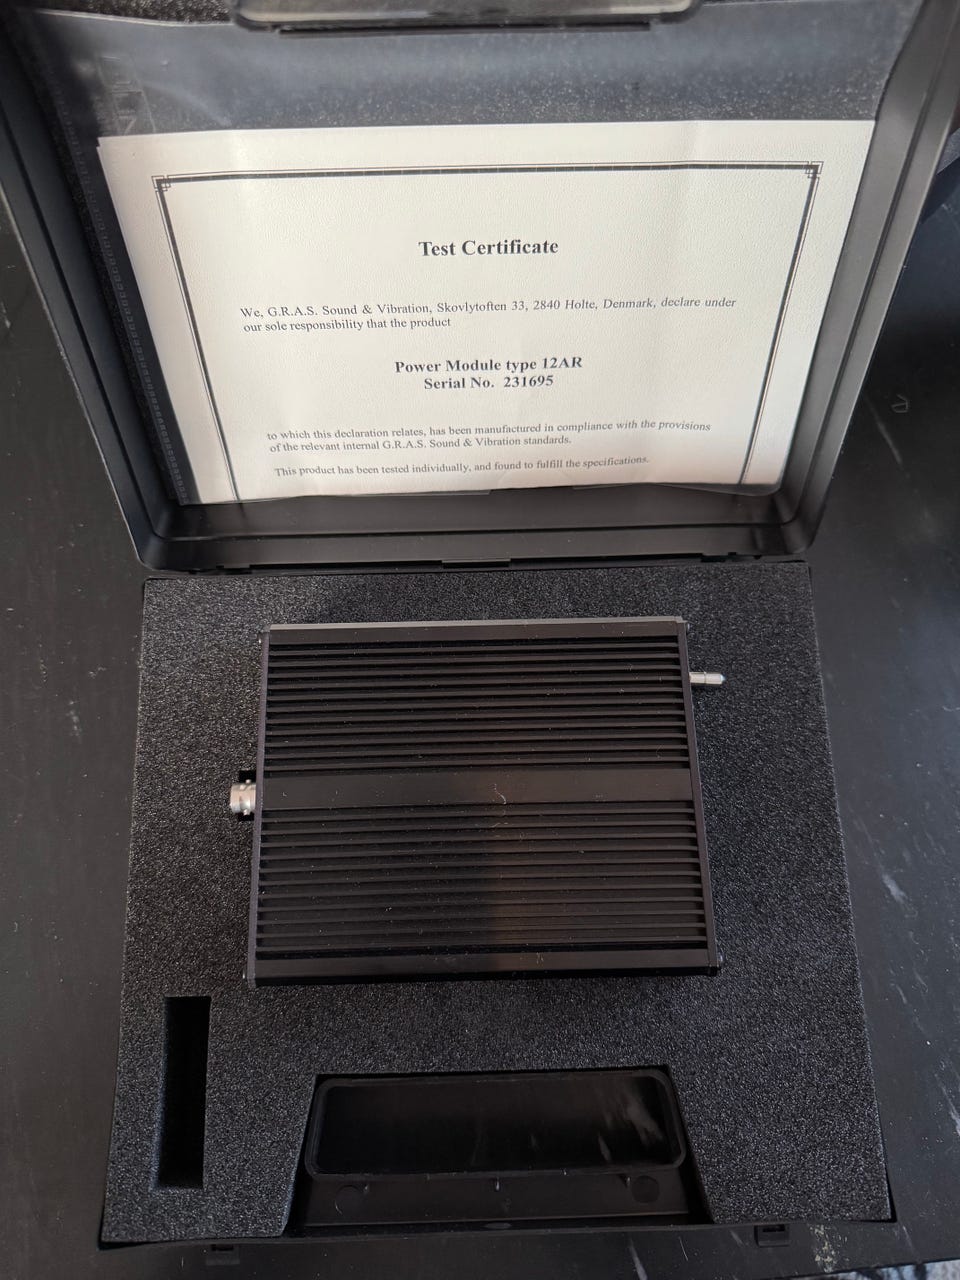 Test Certificate
We, G.R.A.S. Sound & Vibration, Skovlytoften 33, 2840 Holte, Denmark, declare under
our sole responsibility that the product
Power Module type 12AR
Serial No. 231695
to which this declaration relates, has been manufactured in compliance with the provisions
of the relevant internal G.R.A.S. Sound & Vibration standards.
This product has been tested individually, and found to fulfill the specifications.